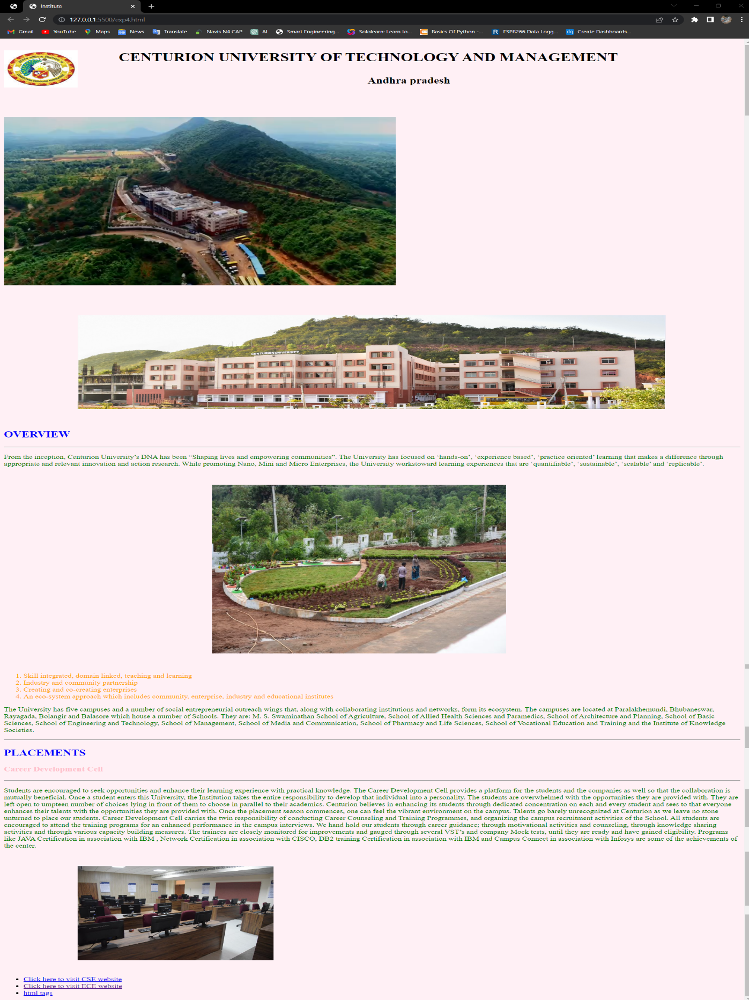 Institute
127.0.0.1:5500/exp4.html
Gmail YouTube Maps News Translate Navis N4 CAP AI Smart Engineering... Sololearn: Learn to... Basics Of Python -... R ESP8266 Data Logg... dq Create Dashboards...
CENTURION UNIVERSITY OF TECHNOLOGY AND MANAGEMENT
Andhra pradesh
CENTURION UNIVERSITY
OVERVIEW
From the inception, Centurion University’s DNA has been “Shaping lives and empowering communities”. The University has focused on ‘hands-on’, ‘experience based’, ‘practice oriented’ learning that makes a difference through
appropriate and relevant innovation and action research. While promoting Nano, Mini and Micro Enterprises, the University workstoward learning experiences that are ‘quantifiable’, ‘sustainable’, ‘scalable’ and ‘replicable’.
1. Skill integrated, domain linked, teaching and learning
2. Industry and community partnership
3. Creating and co-creating enterprises
4. An eco-system approach which includes community, enterprise, industry and educational institutes
The University has five campuses and a number of social entrepreneurial outreach wings that, along with collaborating institutions and networks, form its ecosystem. The campuses are located at Paralakhemundi, Bhubaneswar,
Rayagada, Bolangir and Balasore which house a number of Schools. They are: M. S. Swaminathan School of Agriculture, School of Allied Health Sciences and Paramedics, School of Architecture and Planning, School of Basic
Sciences, School of Engineering and Technology, School of Management, School of Media and Communication, School of Pharmacy and Life Sciences, School of Vocational Education and Training and the Institute of Knowledge
Societies.
PLACEMENTS
Career Development Cell
Students are encouraged to seek opportunities and enhance their learning experience with practical knowledge. The Career Development Cell provides a platform for the students and the companies as well so that the collaboration is
mutually beneficial. Once a student enters this University, the Institution takes the entire responsibility to develop that individual into a personality. The students are overwhelmed with the opportunities they are provided with. They are
left open to umpteen number of choices lying in front of them to choose in parallel to their academics. Centurion believes in enhancing its students through dedicated concentration on each and every student and sees to that everyone
enhances their talents with the opportunities they are provided with. Once the placement season commences, one can feel the vibrant environment on the campus. Talents go barely unrecognized at Centurion as we leave no stone
unturned to place our students. Career Development Cell carries the twin responsibility of conducting Career Counseling and Training Programmes, and organizing the campus recruitment activities of the School. All students are
encouraged to attend the training programs for an enhanced performance in the campus interviews. We hand hold our students through career guidance; through motivational activities and counseling, through knowledge sharing
activities and through various capacity building measures. The trainees are closely monitored for improvements and gauged through several VST’s and company Mock tests, until they are ready and have gained eligibility. Programs
like JAVA Certification in association with IBM , Network Certification in association with CISCO, DB2 training Certification in association with IBM and Campus Connect in association with Infosys are some of the achievements of
the center.
Click here to visit CSE website
Click here to visit ECE website
html tags